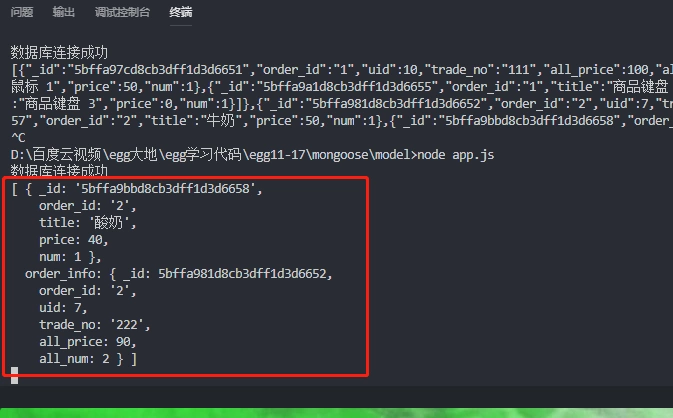 问题 输出 调试控制台 终端
数据库连接成功
[{"_id":"5bffa97cd8cb3dff1d3d6651","order_id":"1","uid":10,"trade_no":"111","all_price":100,"al
鼠标 1","price":50,"num":1},{"_id":"5bffa9a1d8cb3dff1d3d6655","order_id":"1","title":"商品键盘
:"商品键盘 3","price":0,"num":1}]},{"_id":"5bffa981d8cb3dff1d3d6652","order_id":"2","uid":7,"t
57","order_id":"2","title":"牛奶","price":50,"num":1},{"_id":"5bffa9bbd8cb3dff1d3d6658","order_
^C
D:\百度云视频\egg大地\egg学习代码\egg11-17\mongoose\model>node app.js
数据库连接成功
[ { _id: '5bffa9bbd8cb3dff1d3d6658',
order_id: '2',
title: '酸奶',
price: 40,
num: 1 },
order_info: { _id: 5bffa981d8cb3dff1d3d6652,
order_id: '2',
uid: 7,
trade_no: '222',
all_price: 90,
all_num: 2 } ]